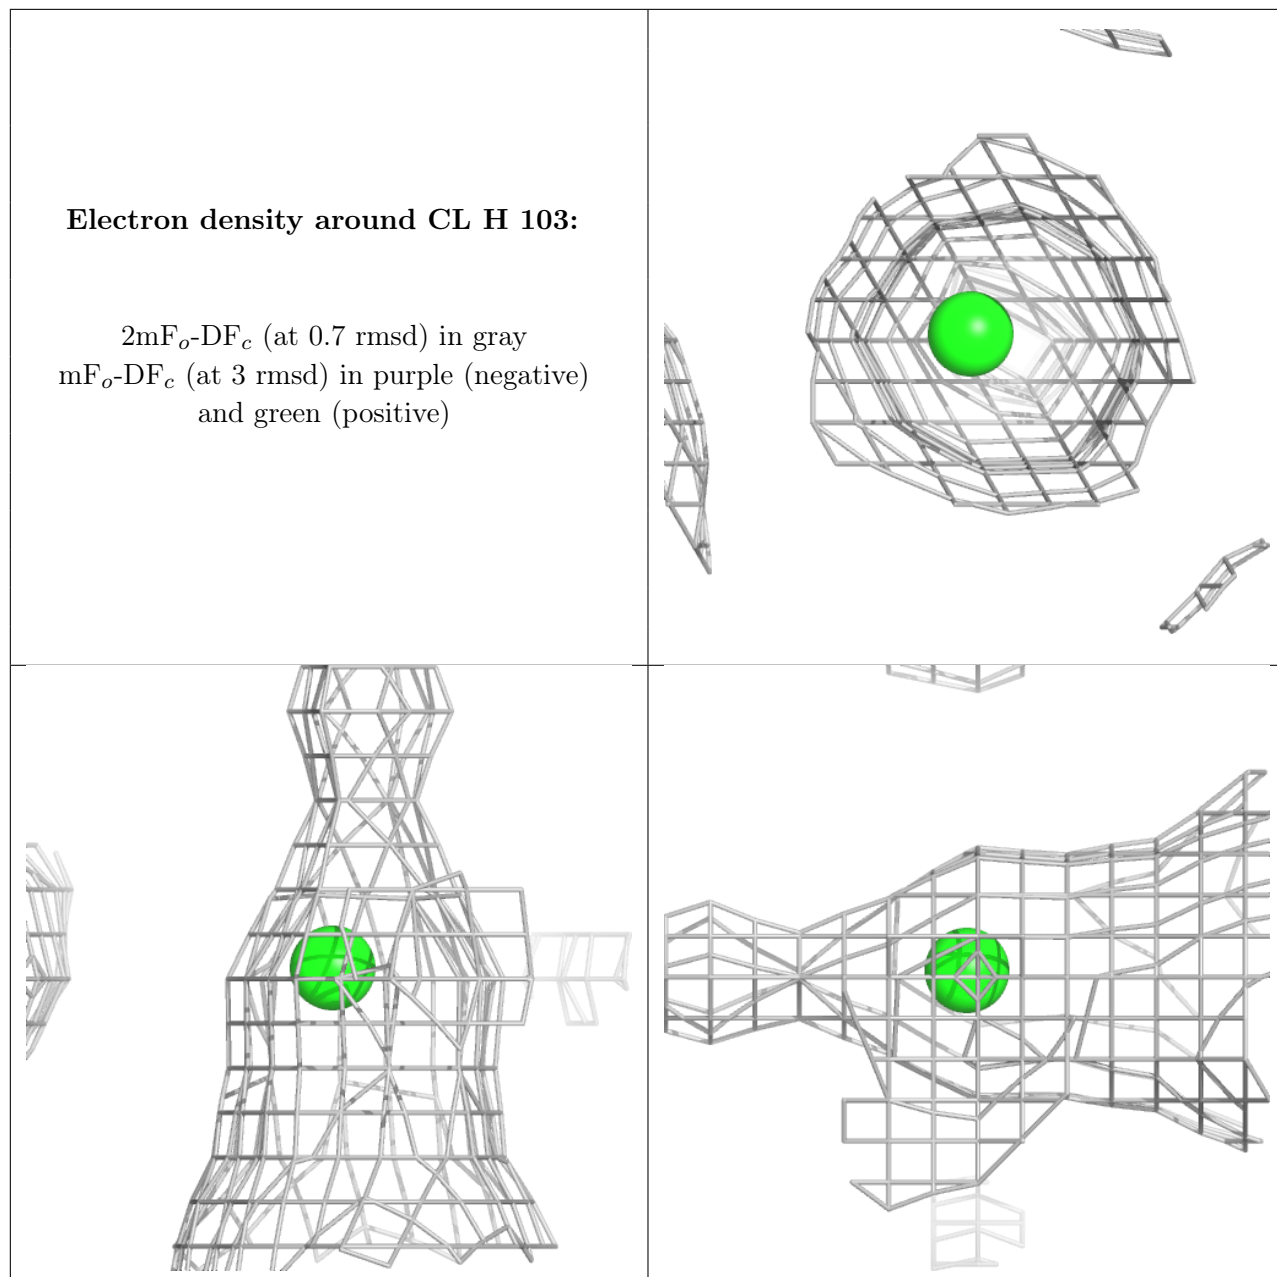 Electron density around CL H 103:
2mFo-DFc (at 0.7 rmsd) in gray
mFo-DFc (at 3 rmsd) in purple (negative)
and green (positive)